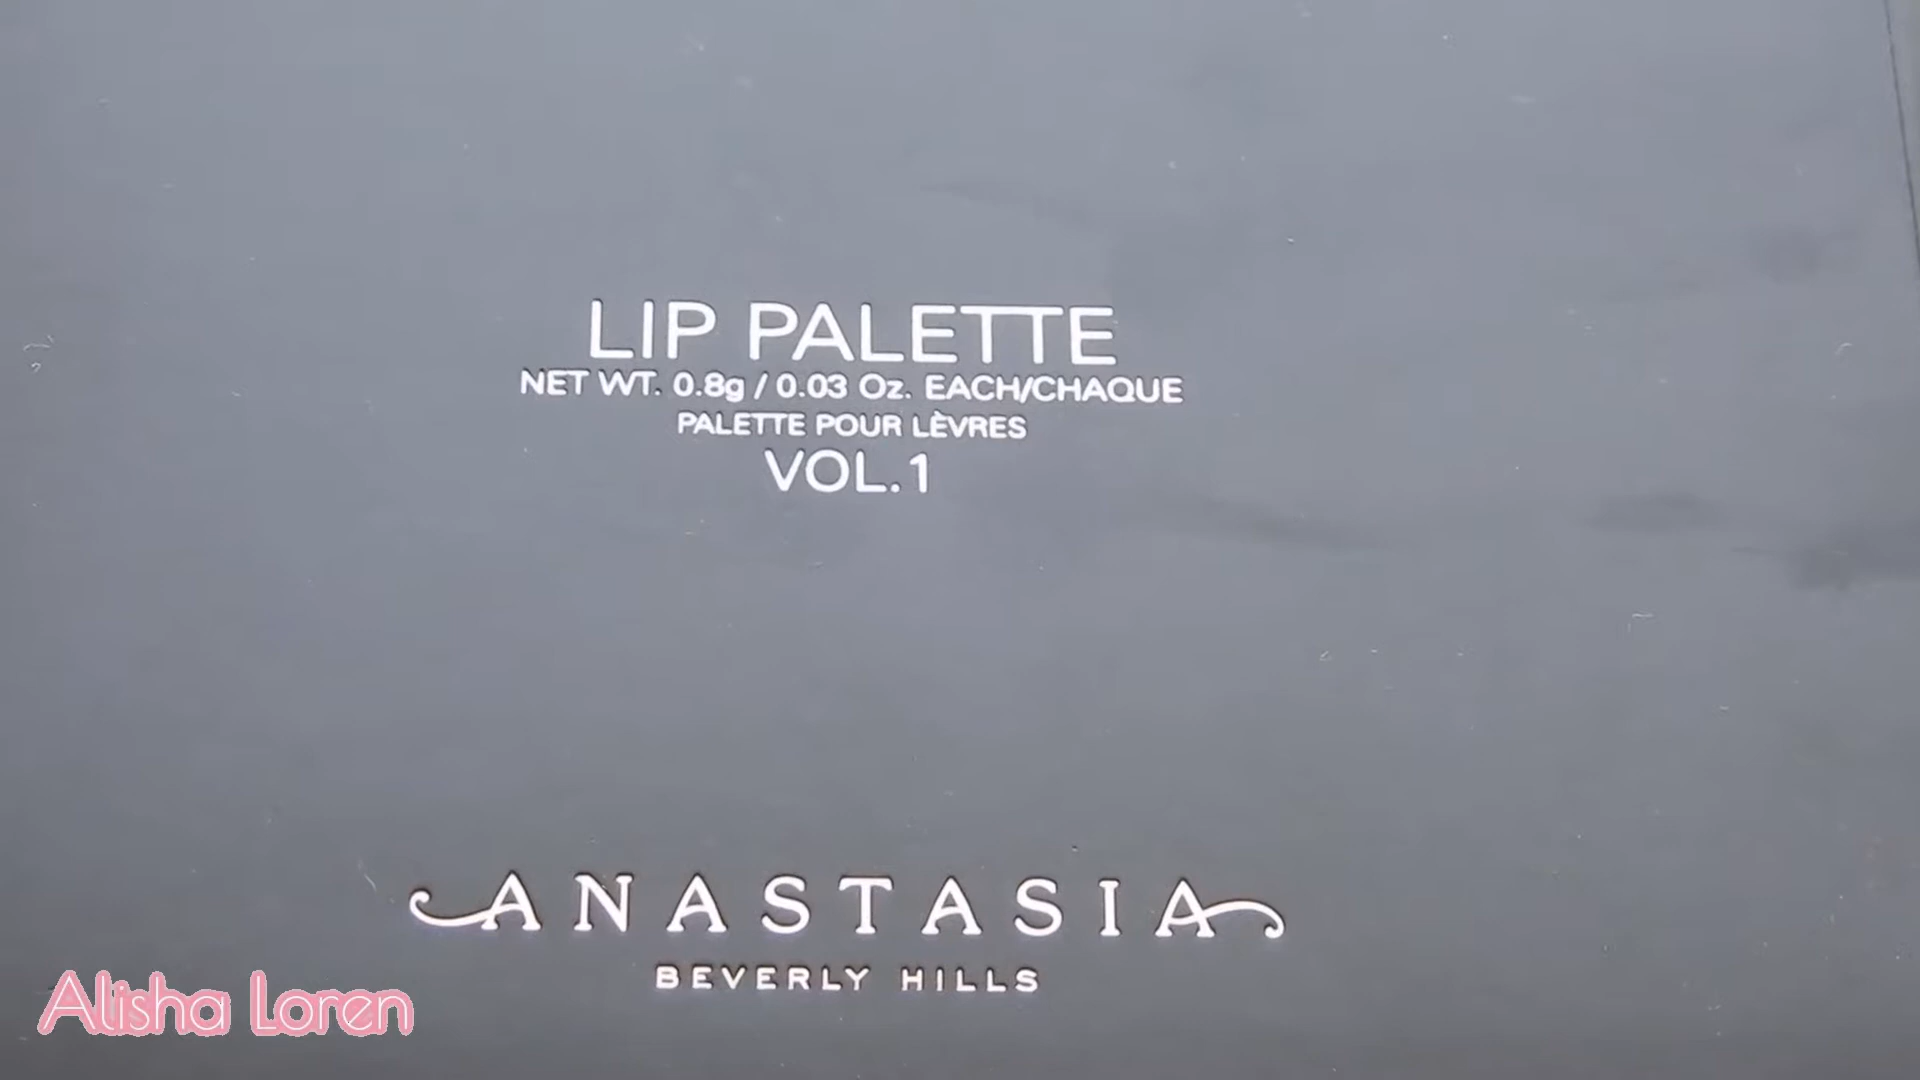 LIP PALETTE
NET WT. 0.8g / 0.03 Oz. EACH/CHAQUE
PALETTE POUR LÈVRES
VOL.1
ANASTASIA
BEVERLY HILLS
Alisha Loren